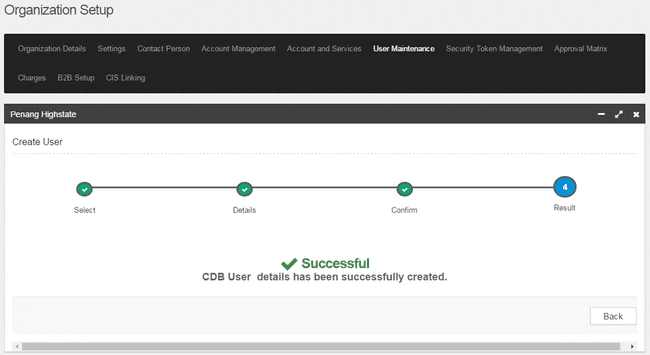 Organization Setup
Organization Details Settings Contact Person Account Management Account and Services User Maintenance Security Token Management Approval Matrix
Charges B2B Setup CIS Linking
Penang Highstate
Create User
4
Select Details Confirm Result
Successful
CDB User details has been successfully created.
Back